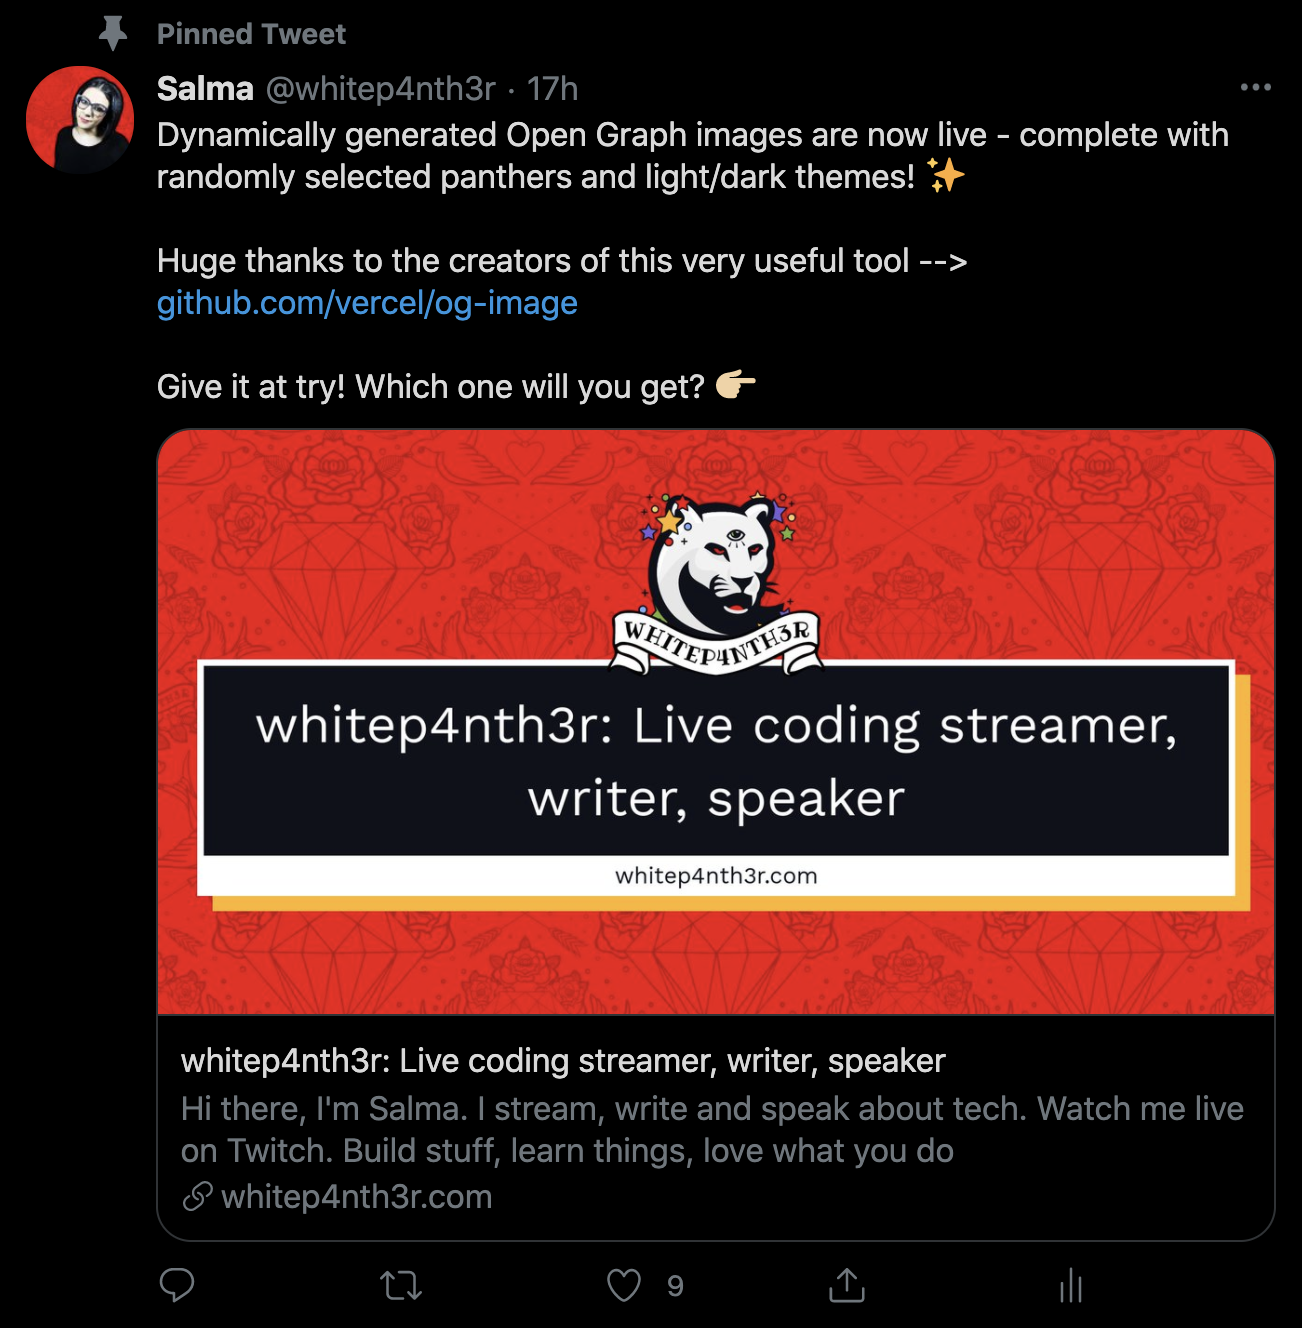 Pinned Tweet
Salma @whitep4nth3r · 17h
Dynamically generated Open Graph images are now live - complete with
randomly selected panthers and light/dark themes! ✨
Huge thanks to the creators of this very useful tool -->
github.com/vercel/og-image
Give it at try! Which one will you get? 👉🏼
WHITEP4NTH3R
whitep4nth3r: Live coding streamer,
writer, speaker
whitep4nth3r.com
whitep4nth3r: Live coding streamer, writer, speaker
Hi there, I'm Salma. I stream, write and speak about tech. Watch me live
on Twitch. Build stuff, learn things, love what you do
whitep4nth3r.com
9